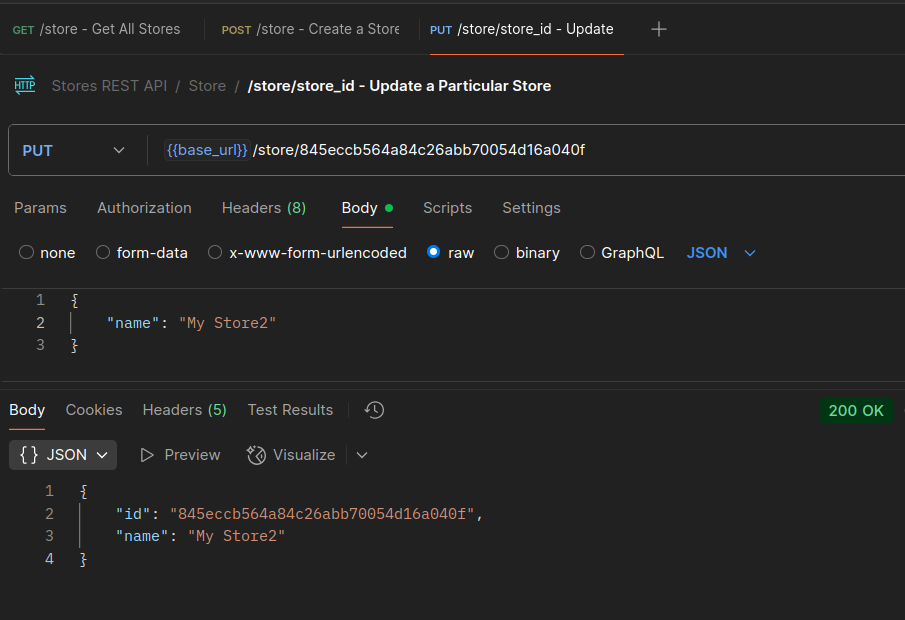 GET /store - Get All Stores POST /store - Create a Store PUT /store/store_id - Update
HTTP Stores REST API / Store / /store/store_id - Update a Particular Store
PUT {{base_url}} /store/845eccb564a84c26abb70054d16a040f
Params Authorization Headers (8) Body Scripts Settings
none form-data x-www-form-urlencoded raw binary GraphQL JSON
1 {
2 "name": "My Store2"
3 }
Body Cookies Headers (5) Test Results 200 OK
{} JSON Preview Visualize
1 {
2 "id": "845eccb564a84c26abb70054d16a040f",
3 "name": "My Store2"
4 }